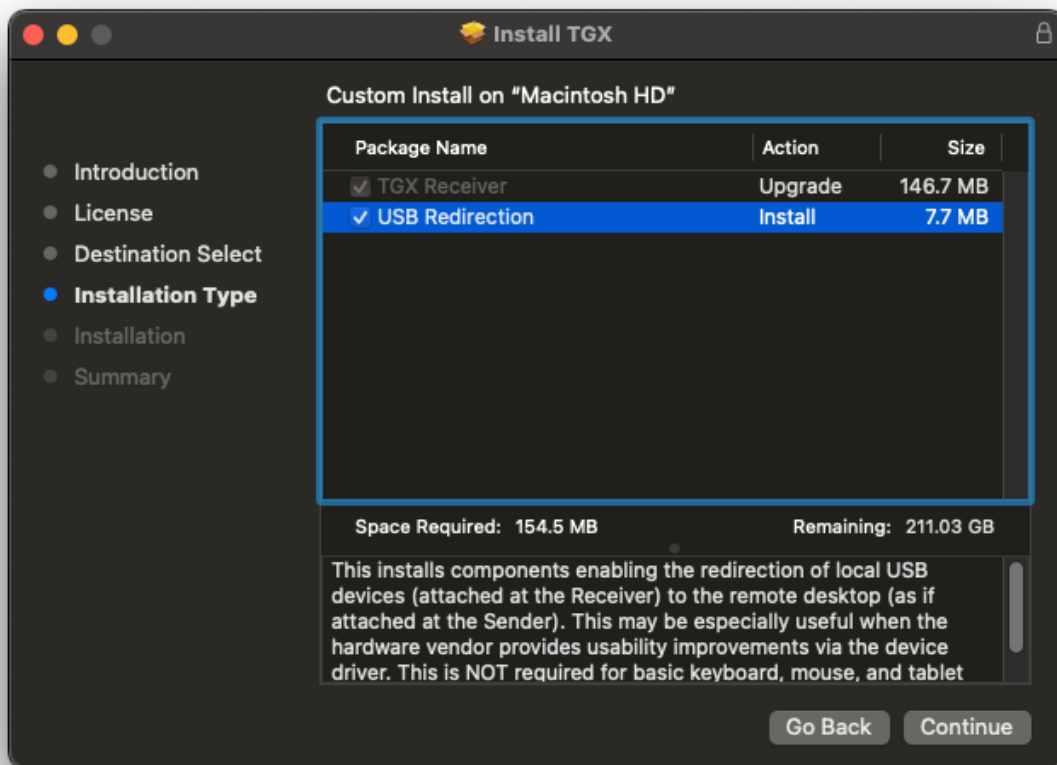 Install TGX
Custom Install on “Macintosh HD”
Introduction
License
Destination Select
Installation Type
Installation
Summary
Package Name Action Size
TGX Receiver Upgrade 146.7 MB
USB Redirection Install 7.7 MB
Space Required: 154.5 MB Remaining: 211.03 GB
This installs components enabling the redirection of local USB
devices (attached at the Receiver) to the remote desktop (as if
attached at the Sender). This may be especially useful when the
hardware vendor provides usability improvements via the device
driver. This is NOT required for basic keyboard, mouse, and tablet
Go Back Continue